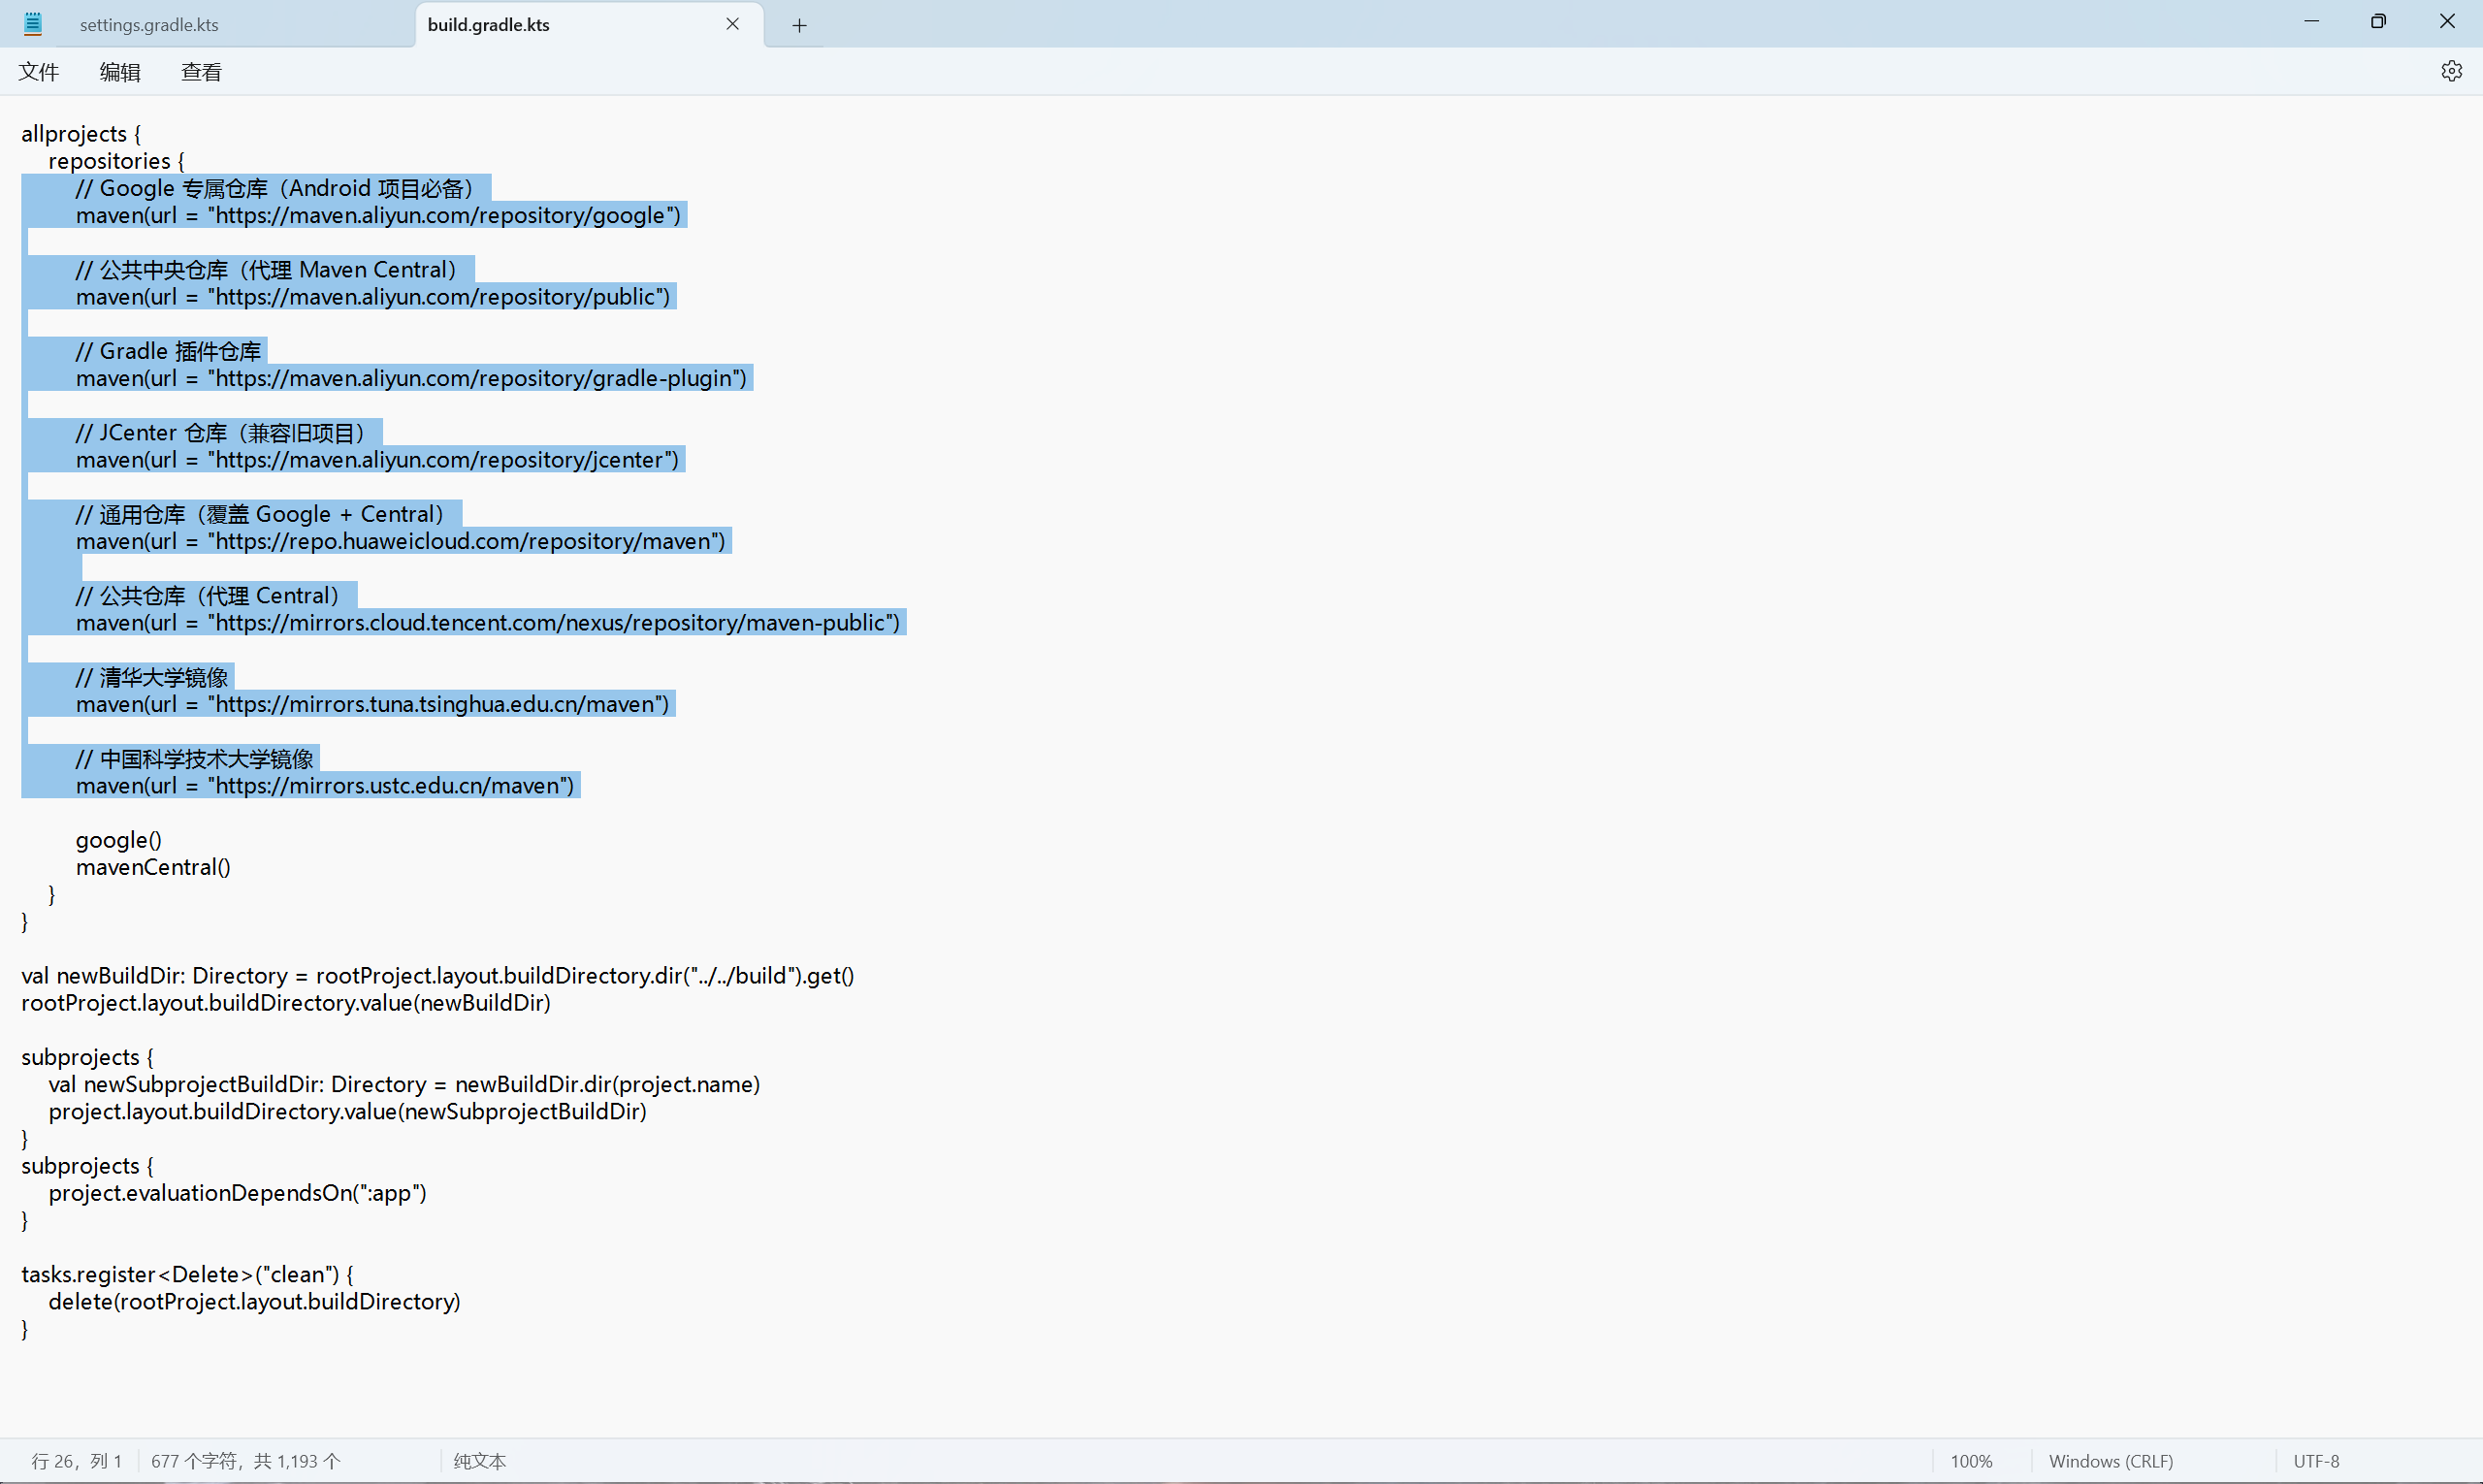 settings.gradle.kts
build.gradle.kts
文件 编辑 查看
allprojects {
    repositories {
        // Google 专属仓库（Android 项目必备）
        maven(url = "https://maven.aliyun.com/repository/google")

        // 公共中央仓库（代理 Maven Central）
        maven(url = "https://maven.aliyun.com/repository/public")

        // Gradle 插件仓库
        maven(url = "https://maven.aliyun.com/repository/gradle-plugin")

        // JCenter 仓库（兼容旧项目）
        maven(url = "https://maven.aliyun.com/repository/jcenter")

        // 通用仓库（覆盖 Google + Central）
        maven(url = "https://repo.huaweicloud.com/repository/maven")

        // 公共仓库（代理 Central）
        maven(url = "https://mirrors.cloud.tencent.com/nexus/repository/maven-public")

        // 清华大学镜像
        maven(url = "https://mirrors.tuna.tsinghua.edu.cn/maven")

        // 中国科学技术大学镜像
        maven(url = "https://mirrors.ustc.edu.cn/maven")

        google()
        mavenCentral()
    }
}

val newBuildDir: Directory = rootProject.layout.buildDirectory.dir("../../build").get()
rootProject.layout.buildDirectory.value(newBuildDir)

subprojects {
    val newSubprojectBuildDir: Directory = newBuildDir.dir(project.name)
    project.layout.buildDirectory.value(newSubprojectBuildDir)
}
subprojects {
    project.evaluationDependsOn(":app")
}

tasks.register<Delete>("clean") {
    delete(rootProject.layout.buildDirectory)
}
行 26，列 1 677 个字符，共 1,193 个 纯文本 100% Windows (CRLF) UTF-8